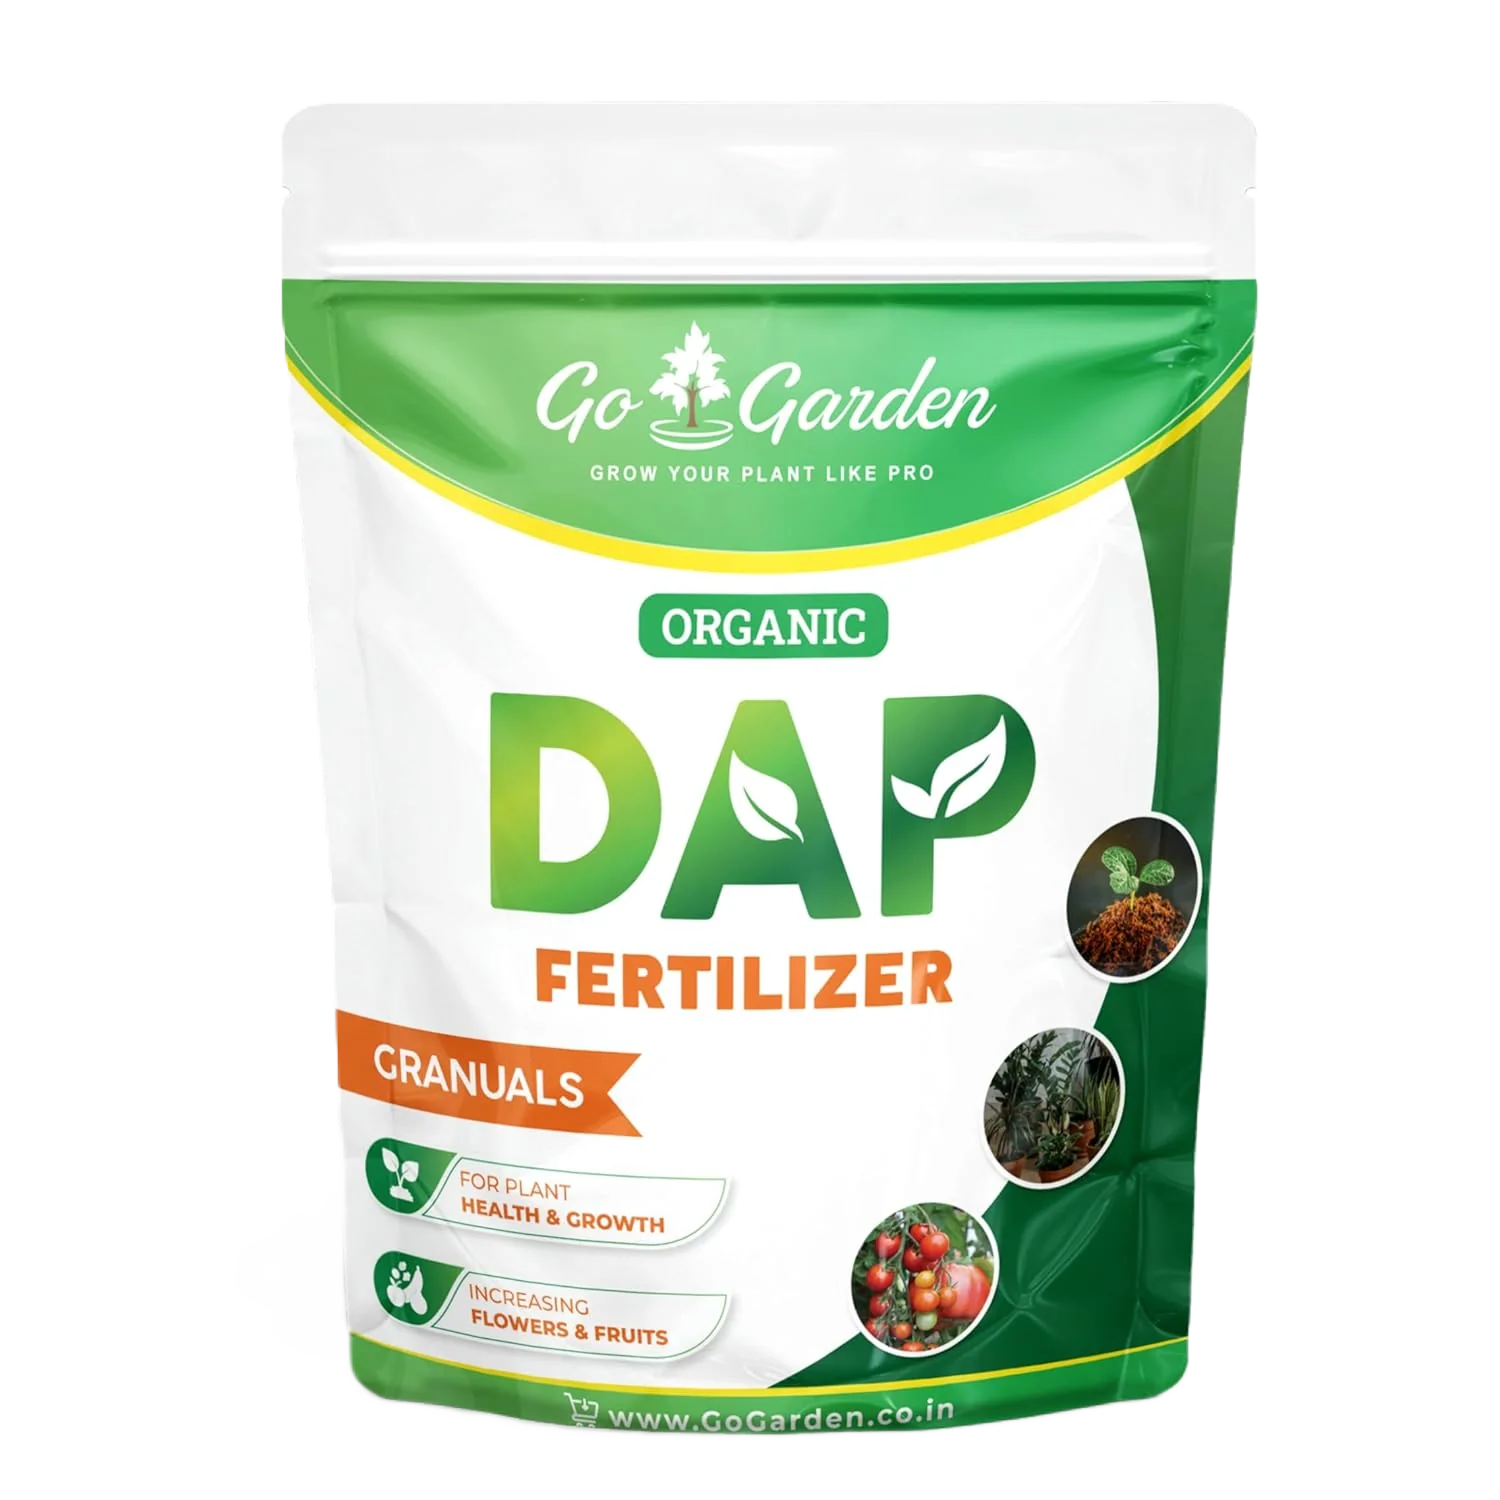 Go Garden
GROW YOUR PLANT LIKE PRO
ORGANIC
DAP
FERTILIZER
GRANUALS
FOR PLANT
HEALTH & GROWTH
INCREASING
FLOWERS & FRUITS
www.GoGarden.co.in